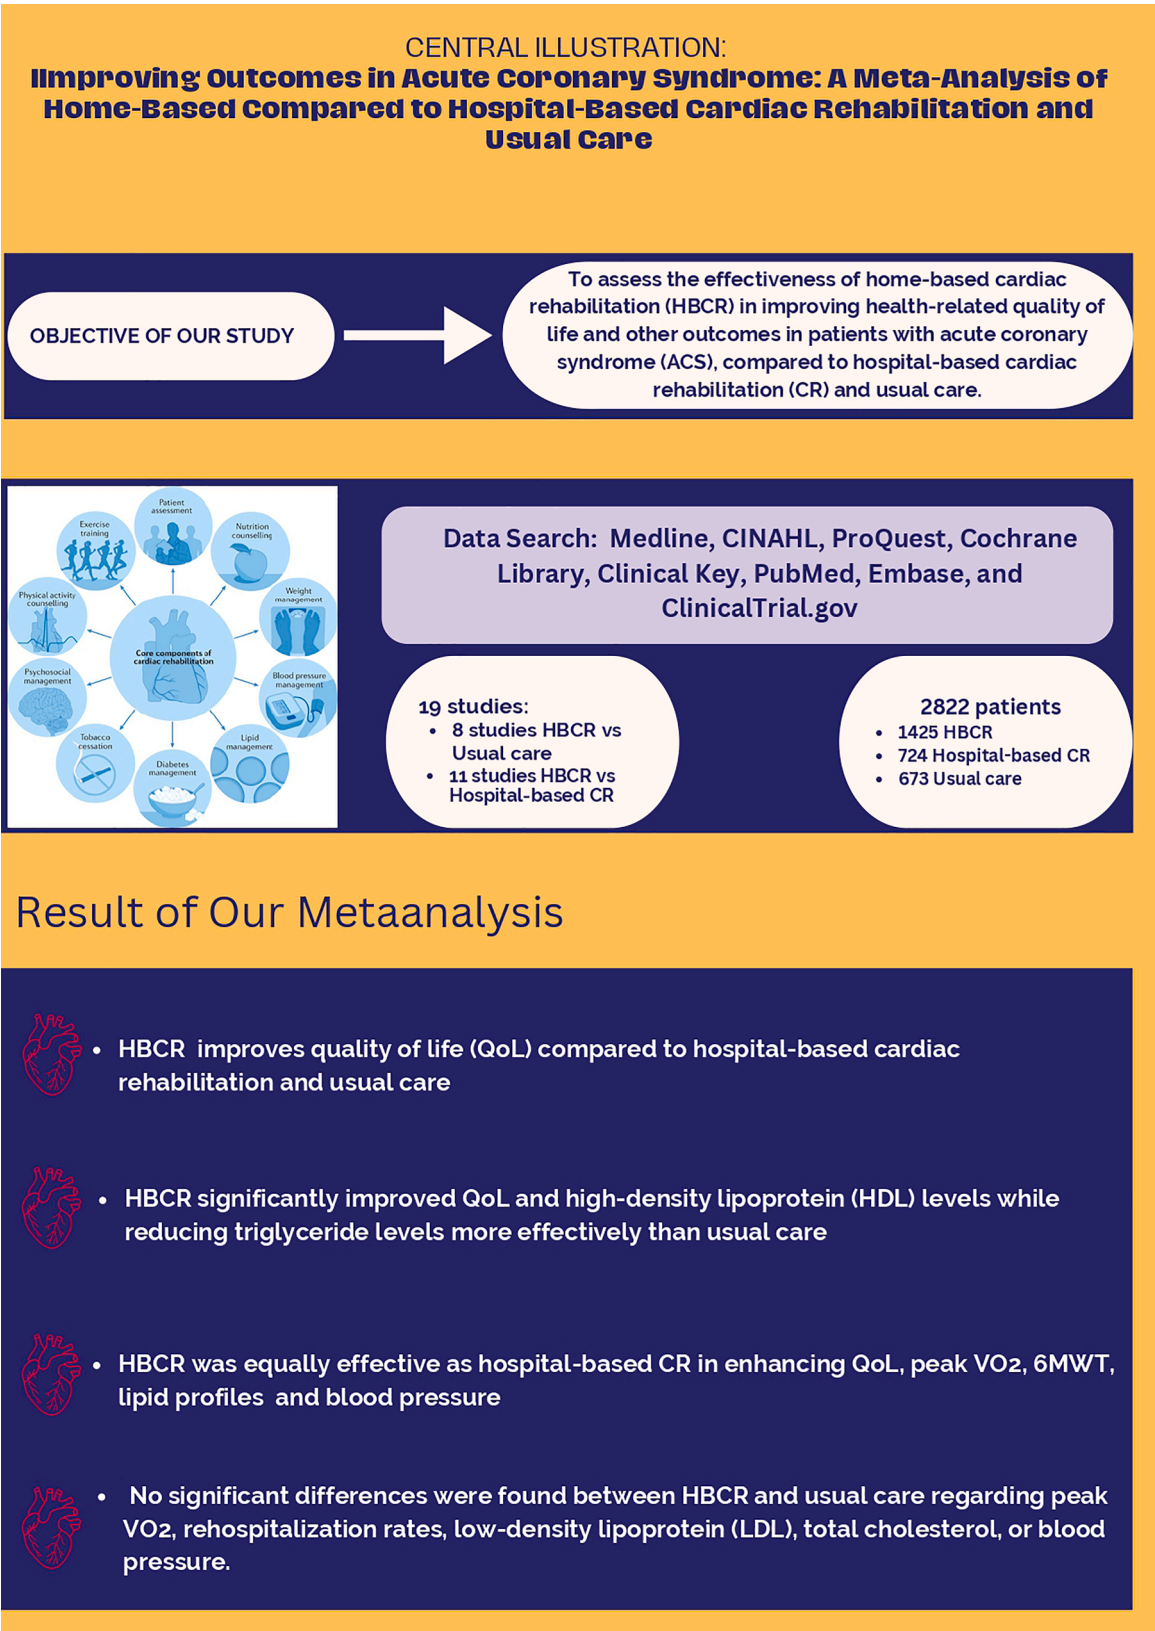 CENTRAL ILLUSTRATION:
IImproving Outcomes in Acute Coronary Syndrome: A Meta-Analysis of
Home-Based Compared to Hospital-Based Cardiac Rehabilitation and
Usual Care
OBJECTIVE OF OUR STUDY
To assess the effectiveness of home-based cardiac
rehabilitation (HBCR) in improving health-related quality of
life and other outcomes in patients with acute coronary
syndrome (ACS), compared to hospital-based cardiac
rehabilitation (CR) and usual care.
Patient
assessment
Exercise
training
Nutrition
counselling
Physical activity
counselling
Weight
management
Core components of
cardiac rehabilitation
Psychosocial
management
Blood pressure
management
Tobacco
cessation
Lipid
management
Diabetes
management
Data Search: Medline, CINAHL, ProQuest, Cochrane
Library, Clinical Key, PubMed, Embase, and
ClinicalTrial.gov
19 studies:
• 8 studies HBCR vs
Usual care
• 11 studies HBCR vs
Hospital-based CR
2822 patients
• 1425 HBCR
• 724 Hospital-based CR
• 673 Usual care
Result of Our Metaanalysis
• HBCR improves quality of life (QoL) compared to hospital-based cardiac
rehabilitation and usual care
• HBCR significantly improved QoL and high-density lipoprotein (HDL) levels while
reducing triglyceride levels more effectively than usual care
• HBCR was equally effective as hospital-based CR in enhancing QoL, peak VO2, 6MWT,
lipid profiles and blood pressure
• No significant differences were found between HBCR and usual care regarding peak
VO2, rehospitalization rates, low-density lipoprotein (LDL), total cholesterol, or blood
pressure.